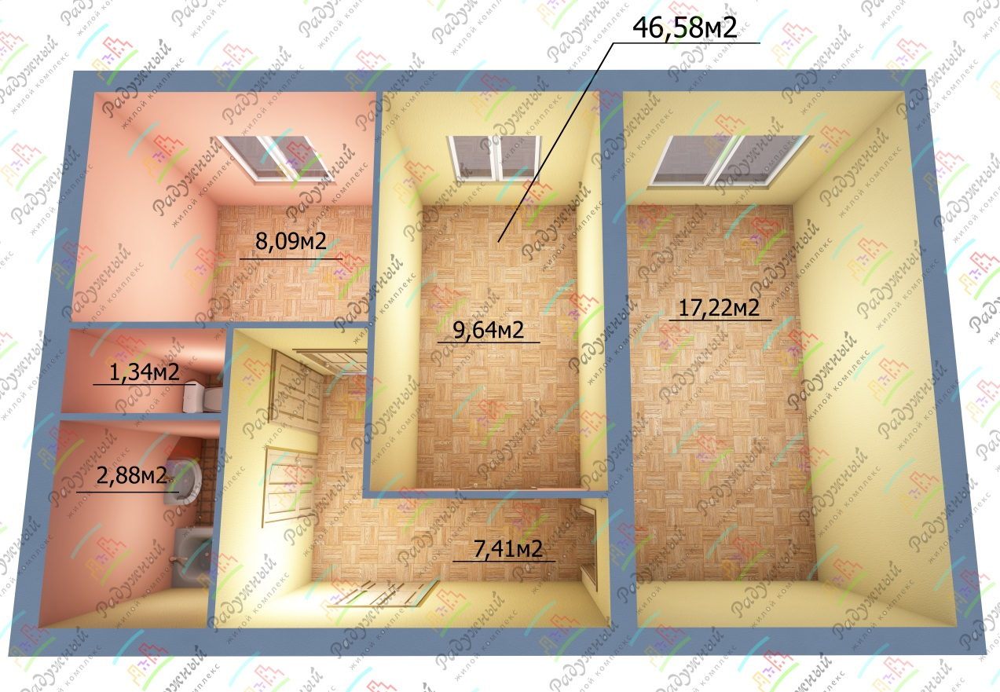 46,58м2
8,09м2
17,22м2
9,64м2
1,34м2
2,88м2
7,41м2
Радужный
жилой комплекс